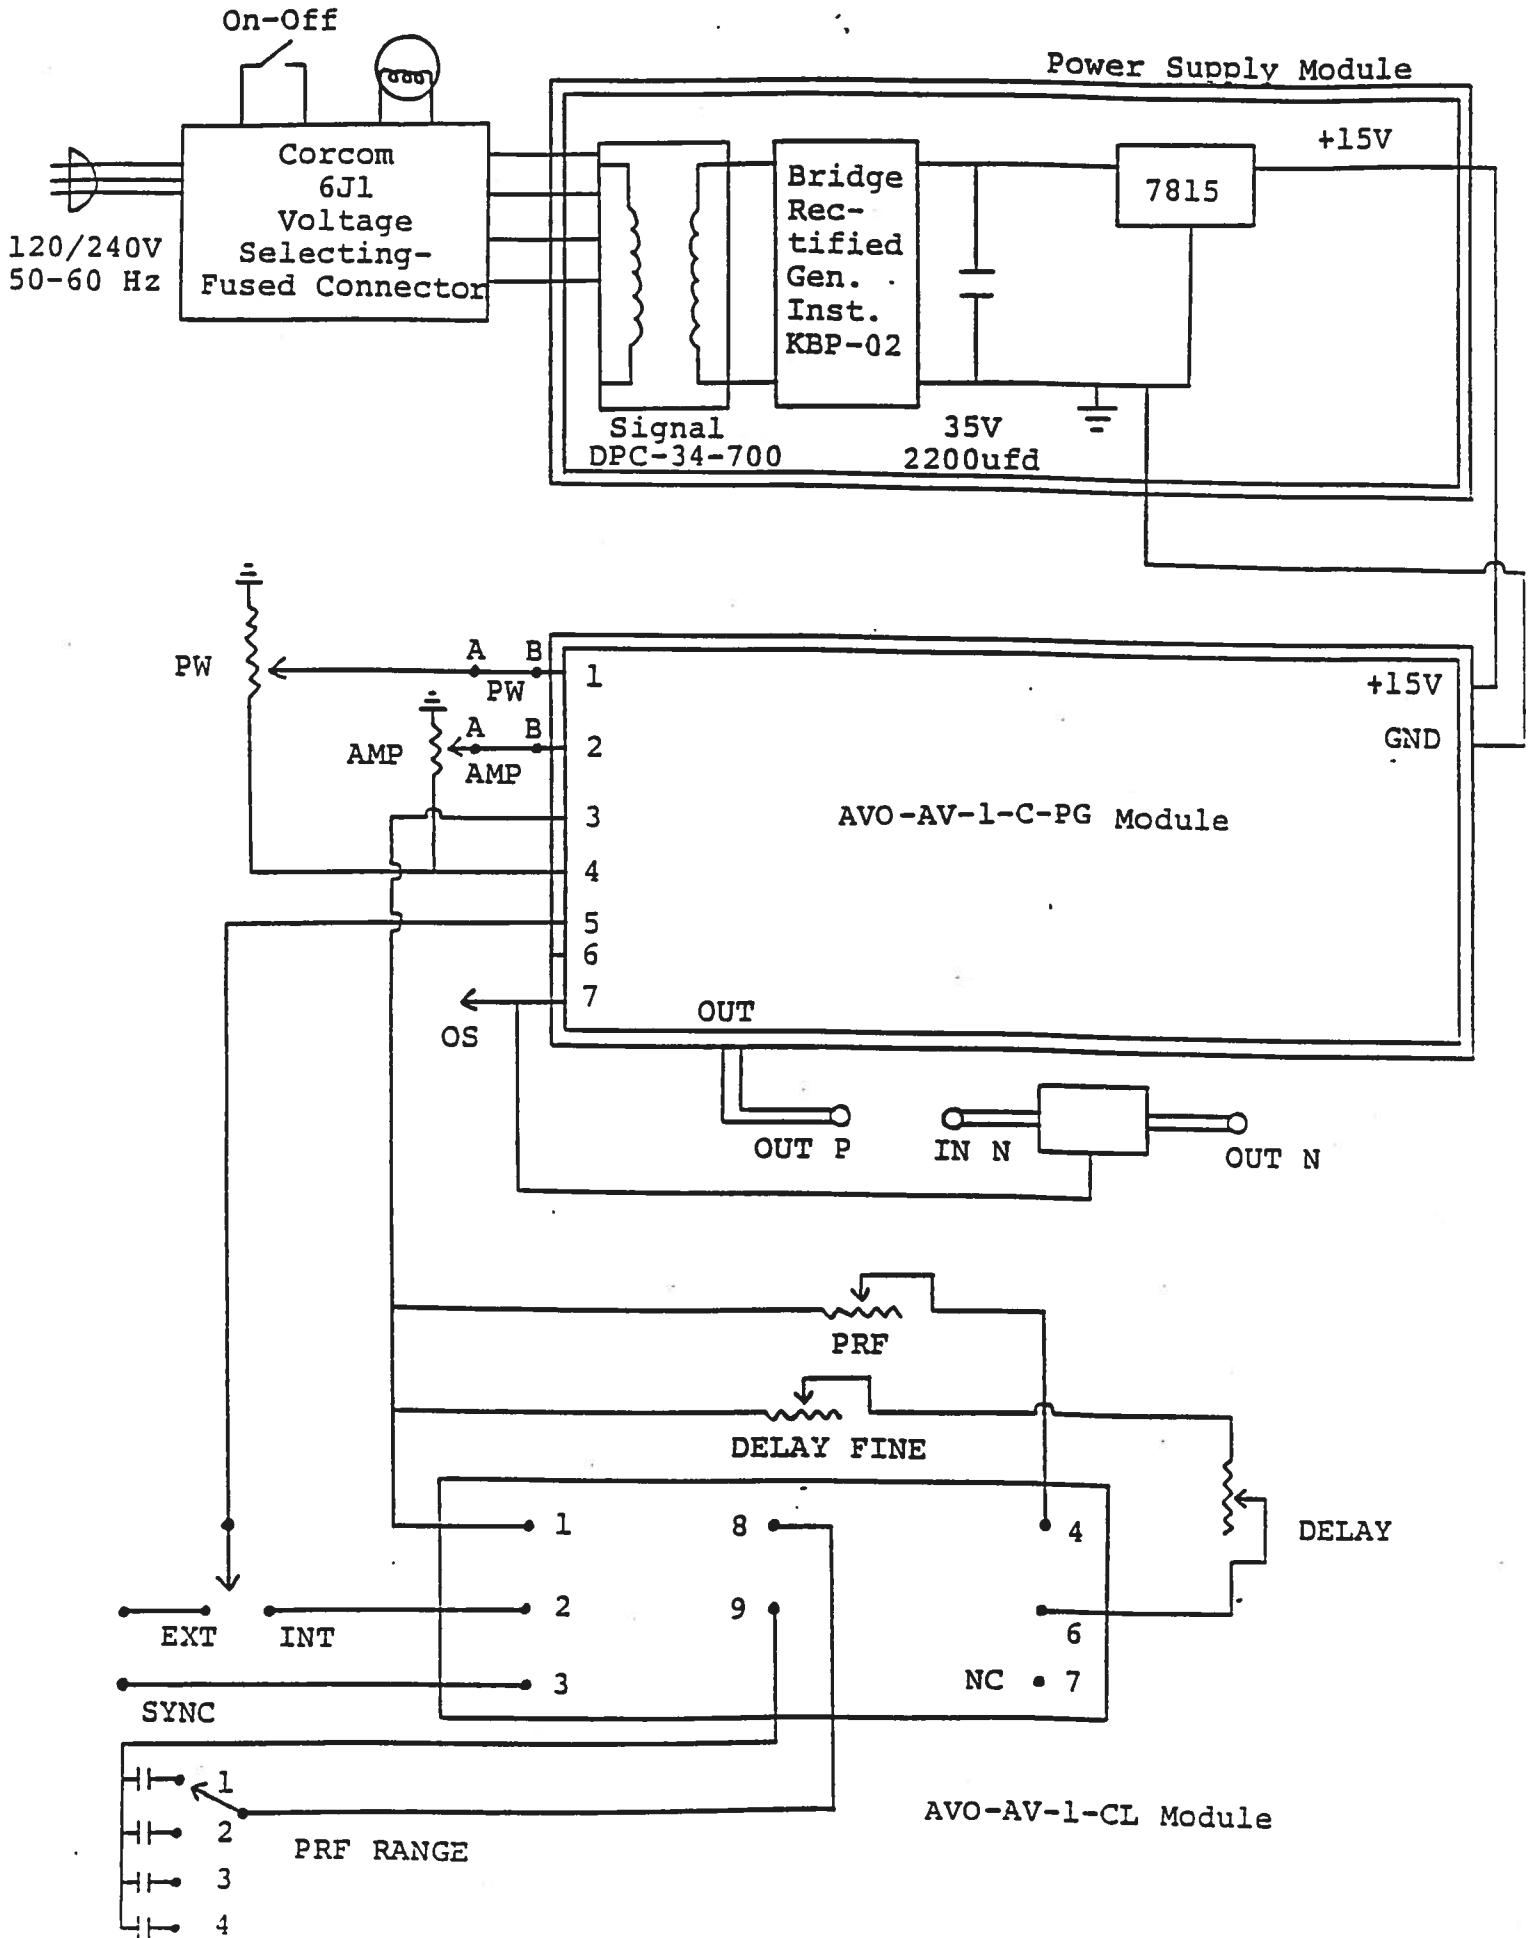 On-Off
Power Supply Module
Corcom
6J1
Voltage
Selecting-
Fused Connector
120/240V
50-60 Hz
Bridge
Rec-
tified
Gen.
Inst.
KBP-02
7815
+15V
Signal
DPC-34-700
35V
2200ufd
PW
A B
PW
1
AMP
A B
AMP
2
3
4
5
6
7
OS
+15V
GND
AVO-AV-1-C-PG Module
OUT
OUT P
IN N
OUT N
PRF
DELAY FINE
DELAY
1
2
3
8
9
4
6
NC 7
EXT
INT
SYNC
1
2
3
4
PRF RANGE
AVO-AV-1-CL Module